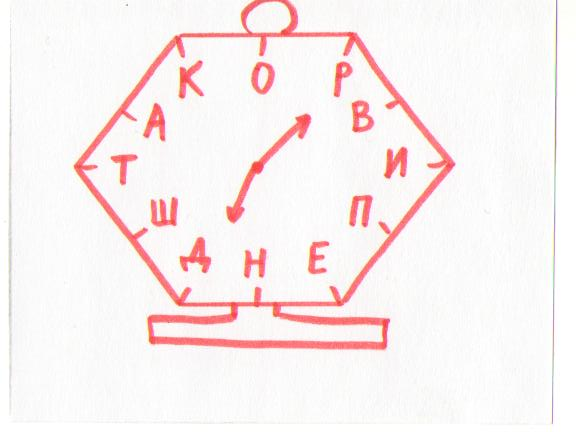 К О Р
А В
Т И
Ш П
Д Н Е